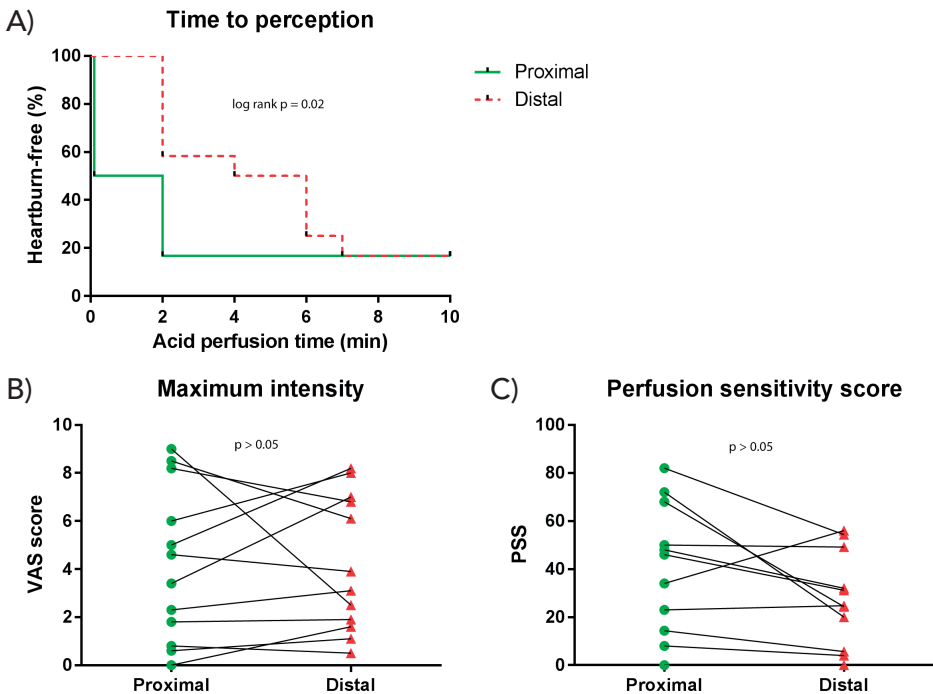 A)
Time to perception
100
80
60
40
20
0
Heartburn-free (%)
log rank p = 0.02
Proximal
Distal
0 2 4 6 8 10
Acid perfusion time (min)
B)
Maximum intensity
10
8
6
4
2
0
VAS score
p > 0.05
Proximal Distal
C)
Perfusion sensitivity score
100
80
60
40
20
0
PSS
p > 0.05
Proximal Distal